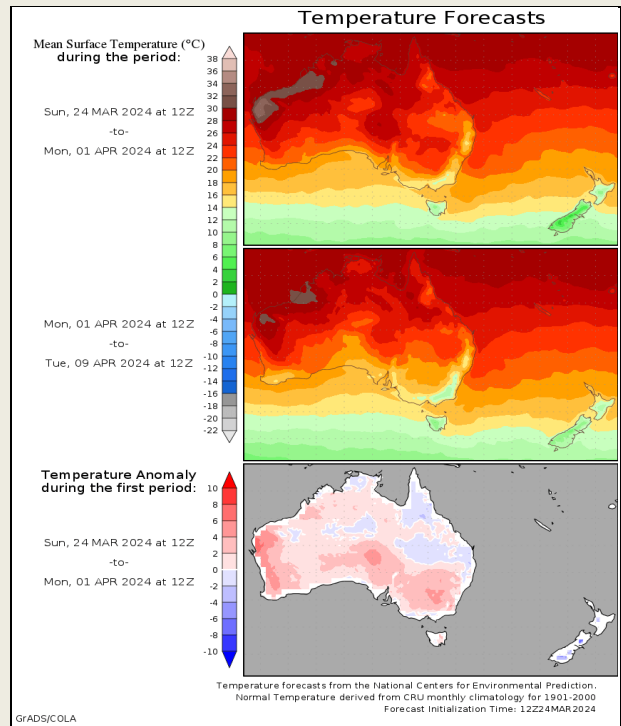 Temperature Forecasts
Mean Surface Temperature (°C)
during the period:
38
36
34
32
30
28
26
24
22
20
18
16
14
12
10
8
6
4
2
0
-2
-4
-6
-8
-10
-12
-14
-16
-18
-20
-22
Sun, 24 MAR 2024 at 12Z
-to-
Mon, 01 APR 2024 at 12Z
Mon, 01 APR 2024 at 12Z
-to-
Tue, 09 APR 2024 at 12Z
Temperature Anomaly
during the first period:
10
8
6
4
2
0
-2
-4
-6
-8
-10
Sun, 24 MAR 2024 at 12Z
-to-
Mon, 01 APR 2024 at 12Z
Temperature forecasts from the National Centers for Environmental Prediction.
Normal Temperature derived from CRU monthly climatology for 1901-2000
Forecast Initialization Time: 12Z24MAR2024
GrADS/COLA